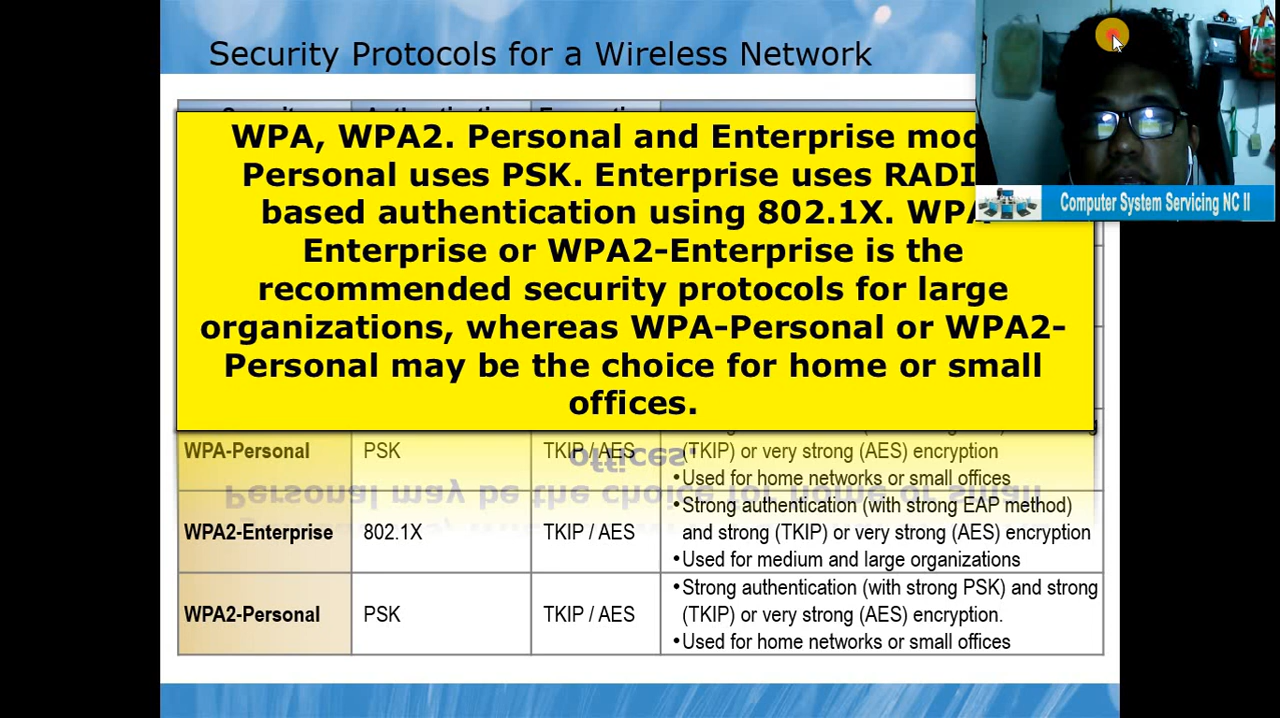 Security Protocols for a Wireless Network
WPA, WPA2. Personal and Enterprise
Personal uses PSK. Enterprise uses
based authentication using 802.1X.
Enterprise or WPA2-Enterprise is the
recommended security protocols for large
organizations, whereas WPA-Personal or WPA2-
Personal may be the choice for home or small
offices.
Computer System Servicing NC II
WPA-Personal
PSK
TKIP / AES
(TKIP) or very strong (AES) encryption
•Used for home networks or small offices
WPA2-Enterprise
802.1X
TKIP / AES
•Strong authentication (with strong EAP method)
and strong (TKIP) or very strong (AES) encryption
•Used for medium and large organizations
WPA2-Personal
PSK
TKIP / AES
•Strong authentication (with strong PSK) and strong
(TKIP) or very strong (AES) encryption.
•Used for home networks or small offices